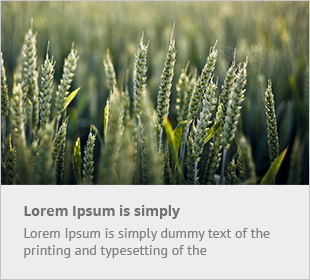 Lorem Ipsum is simply
Lorem Ipsum is simply dummy text of the
printing and typesetting of the